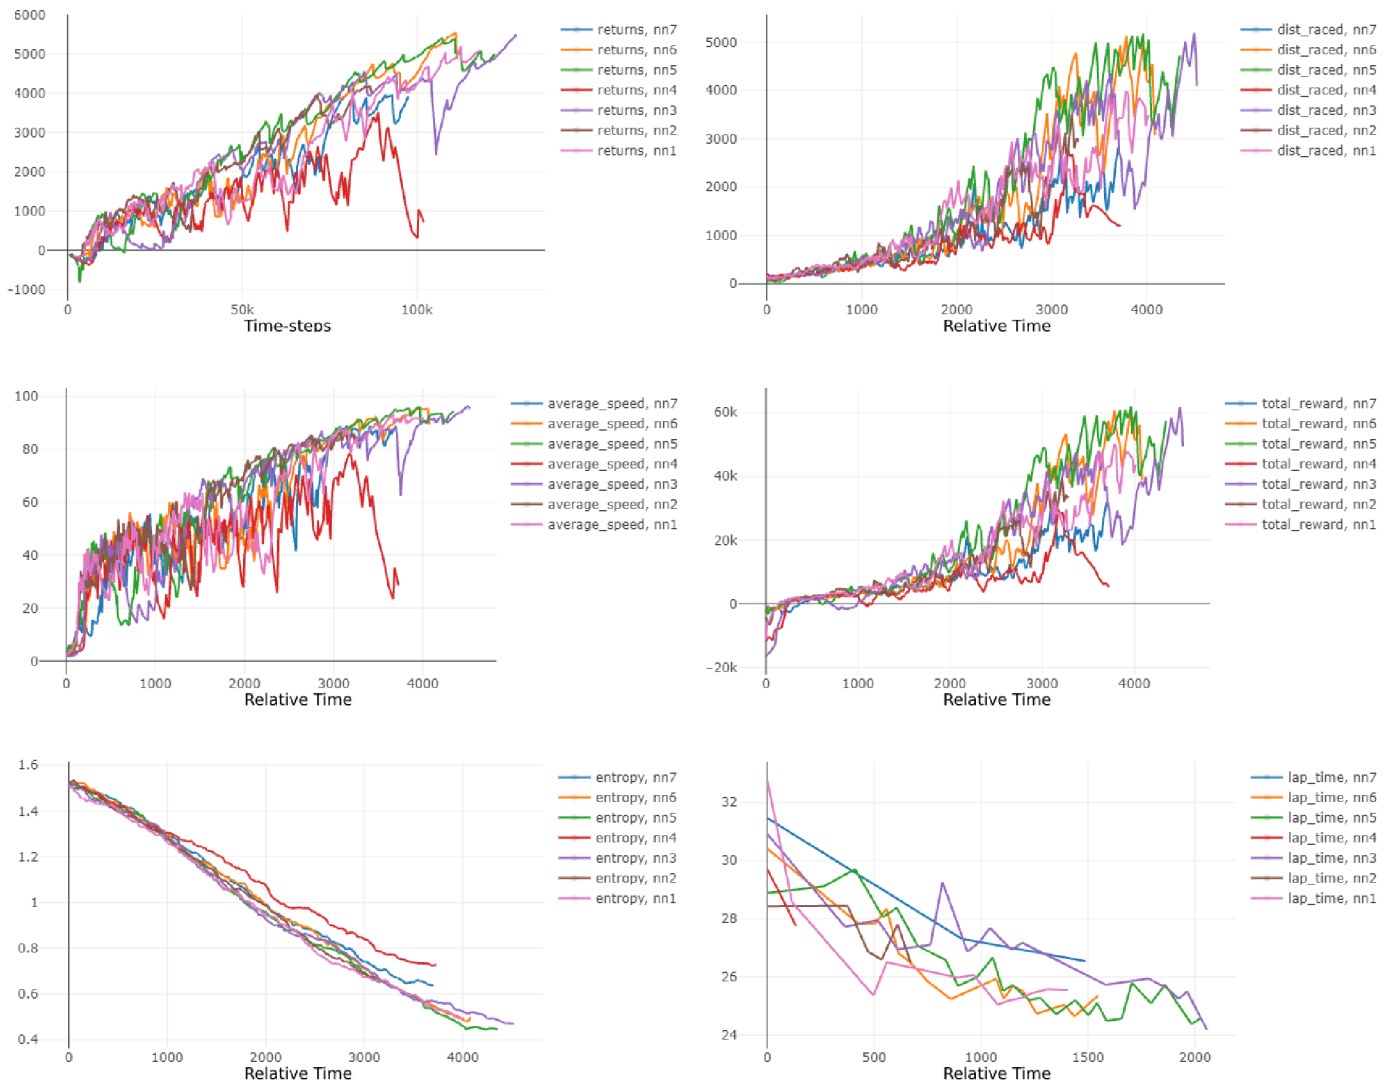 6000
5000
4000
3000
2000
1000
0
−1000
0
50k
100k
Time-steps
returns, nn7
returns, nn6
returns, nn5
returns, nn4
returns, nn3
returns, nn2
returns, nn1
5000
4000
3000
2000
1000
0
0
1000
2000
3000
4000
Relative Time
dist_raced, nn7
dist_raced, nn6
dist_raced, nn5
dist_raced, nn4
dist_raced, nn3
dist_raced, nn2
dist_raced, nn1
100
80
60
40
20
0
0
1000
2000
3000
4000
Relative Time
average_speed, nn7
average_speed, nn6
average_speed, nn5
average_speed, nn4
average_speed, nn3
average_speed, nn2
average_speed, nn1
60k
40k
20k
0
−20k
0
1000
2000
3000
4000
Relative Time
total_reward, nn7
total_reward, nn6
total_reward, nn5
total_reward, nn4
total_reward, nn3
total_reward, nn2
total_reward, nn1
1.6
1.4
1.2
1
0.8
0.6
0.4
0
1000
2000
3000
4000
Relative Time
entropy, nn7
entropy, nn6
entropy, nn5
entropy, nn4
entropy, nn3
entropy, nn2
entropy, nn1
32
30
28
26
24
0
500
1000
1500
2000
Relative Time
lap_time, nn7
lap_time, nn6
lap_time, nn5
lap_time, nn4
lap_time, nn3
lap_time, nn2
lap_time, nn1